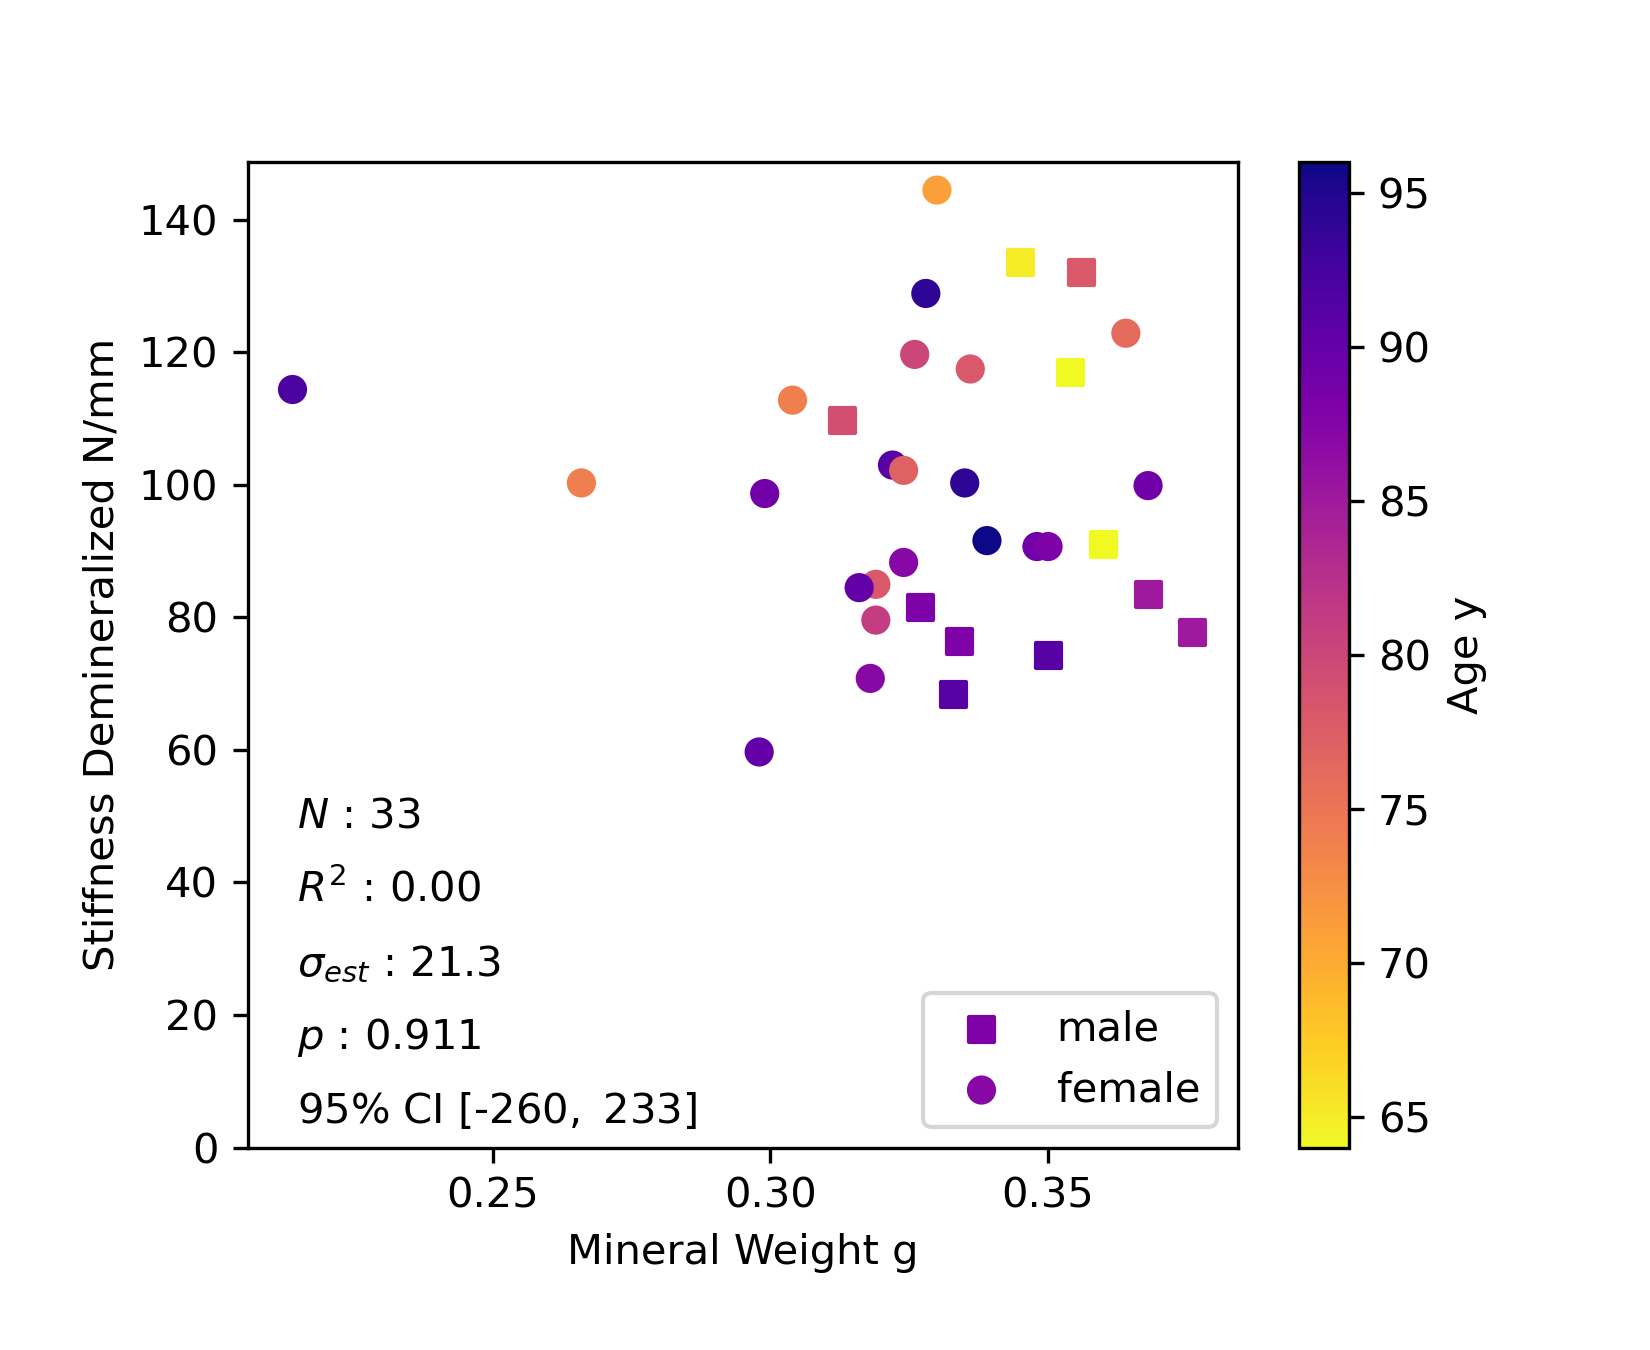 140
120
100
80
60
40
20
0
Stiffness Demineralized N/mm
N : 33
R² : 0.00
σest : 21.3
p : 0.911
95% CI [-260, 233]
male
female
0.25 0.30 0.35
Mineral Weight g
95
90
85
80
75
70
65
Age y